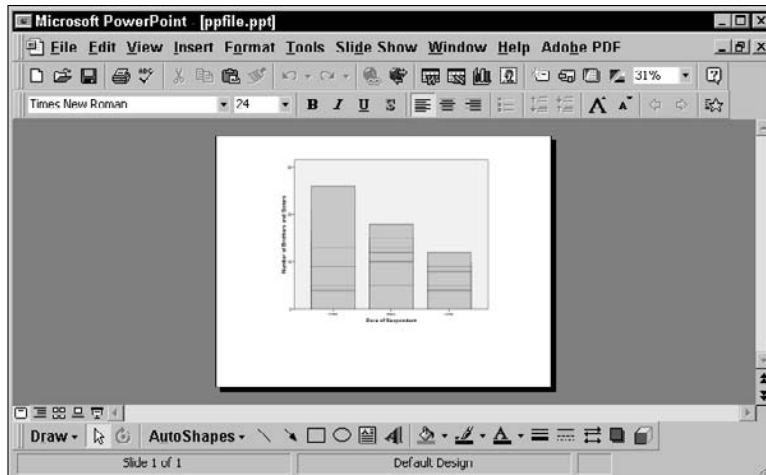 Microsoft PowerPoint - [ppfile.ppt]
File Edit View Insert Format Tools Slide Show Window Help Adobe PDF
31%
Times New Roman 24 B I U S A A
Number of Brothers and Sisters
Race of Respondent
Draw AutoShapes A
Slide 1 of 1 Default Design